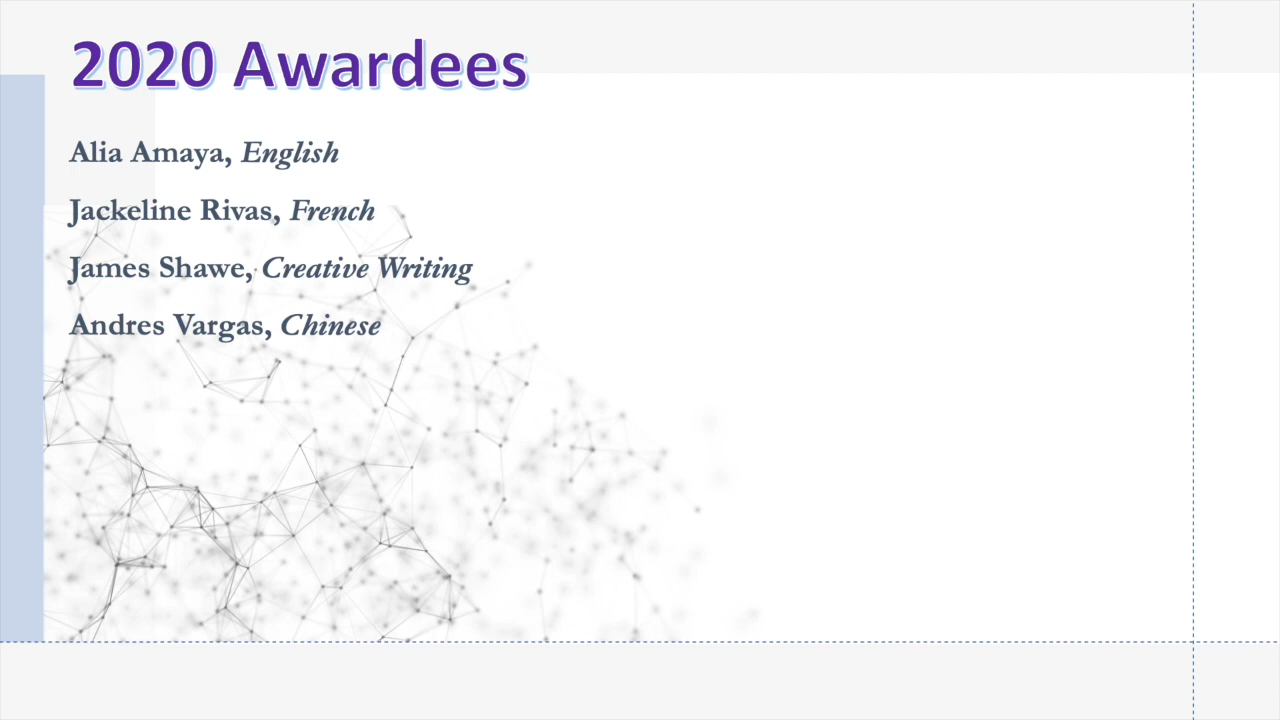 2020 Awardees
Alia Amaya, English
Jackeline Rivas, French
James Shawe, Creative Writing
Andres Vargas, Chinese